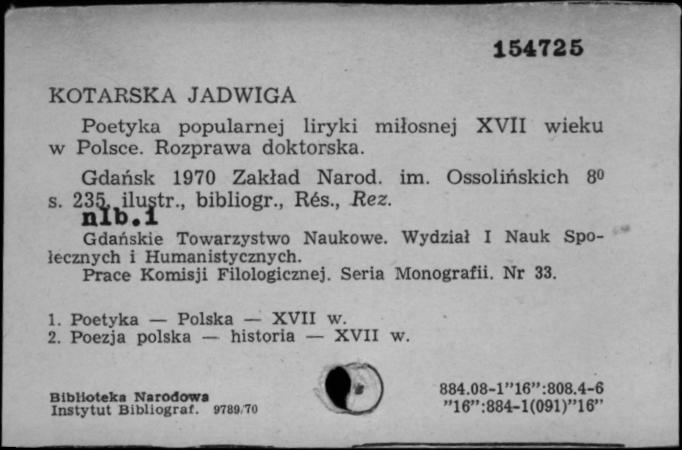 154725
KOTARSKA JADWIGA
Poetyka popularnej liryki miłosnej XVII wieku
w Polsce. Rozprawa doktorska.
Gdańsk 1970 Zakład Narod. im. Ossolińskich 8⁰
s. 235, ilustr., bibliogr., Rés., Rez.
nlb.1
Gdańskie Towarzystwo Naukowe. Wydział I Nauk Spo-
łecznych i Humanistycznych.
Prace Komisji Filologicznej. Seria Monografii. Nr 33.
1. Poetyka — Polska — XVII w.
2. Poezja polska — historia — XVII w.
Biblioteka Narodowa
Instytut Bibliograf. 9789/70
884.08-1"16":808.4-6
"16":884-1(091)"16"